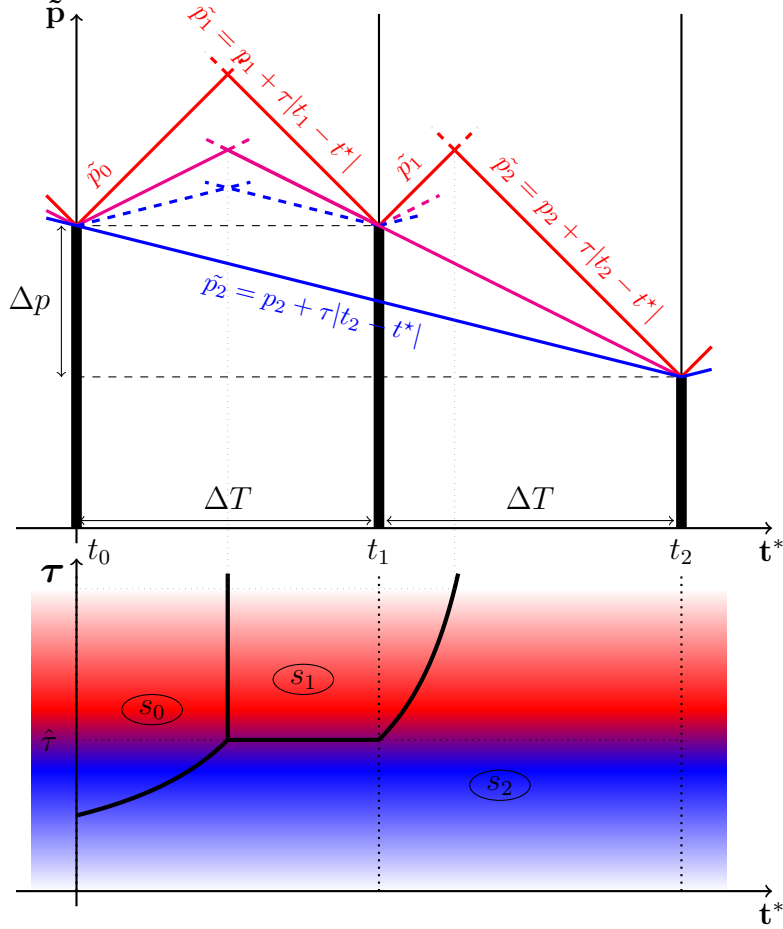 p̃
p̃₁ = p₁ + τ|t₁ − t*|
p̃₀
p̃₁
p̃₂ = p₂ + τ|t₂ − t*|
Δp
p̃₂ = p₂ + τ|t₂ − t*|
ΔT
ΔT
t₀
t₁
t₂
t*
τ
s₁
s₀
τ̂
s₂
t*